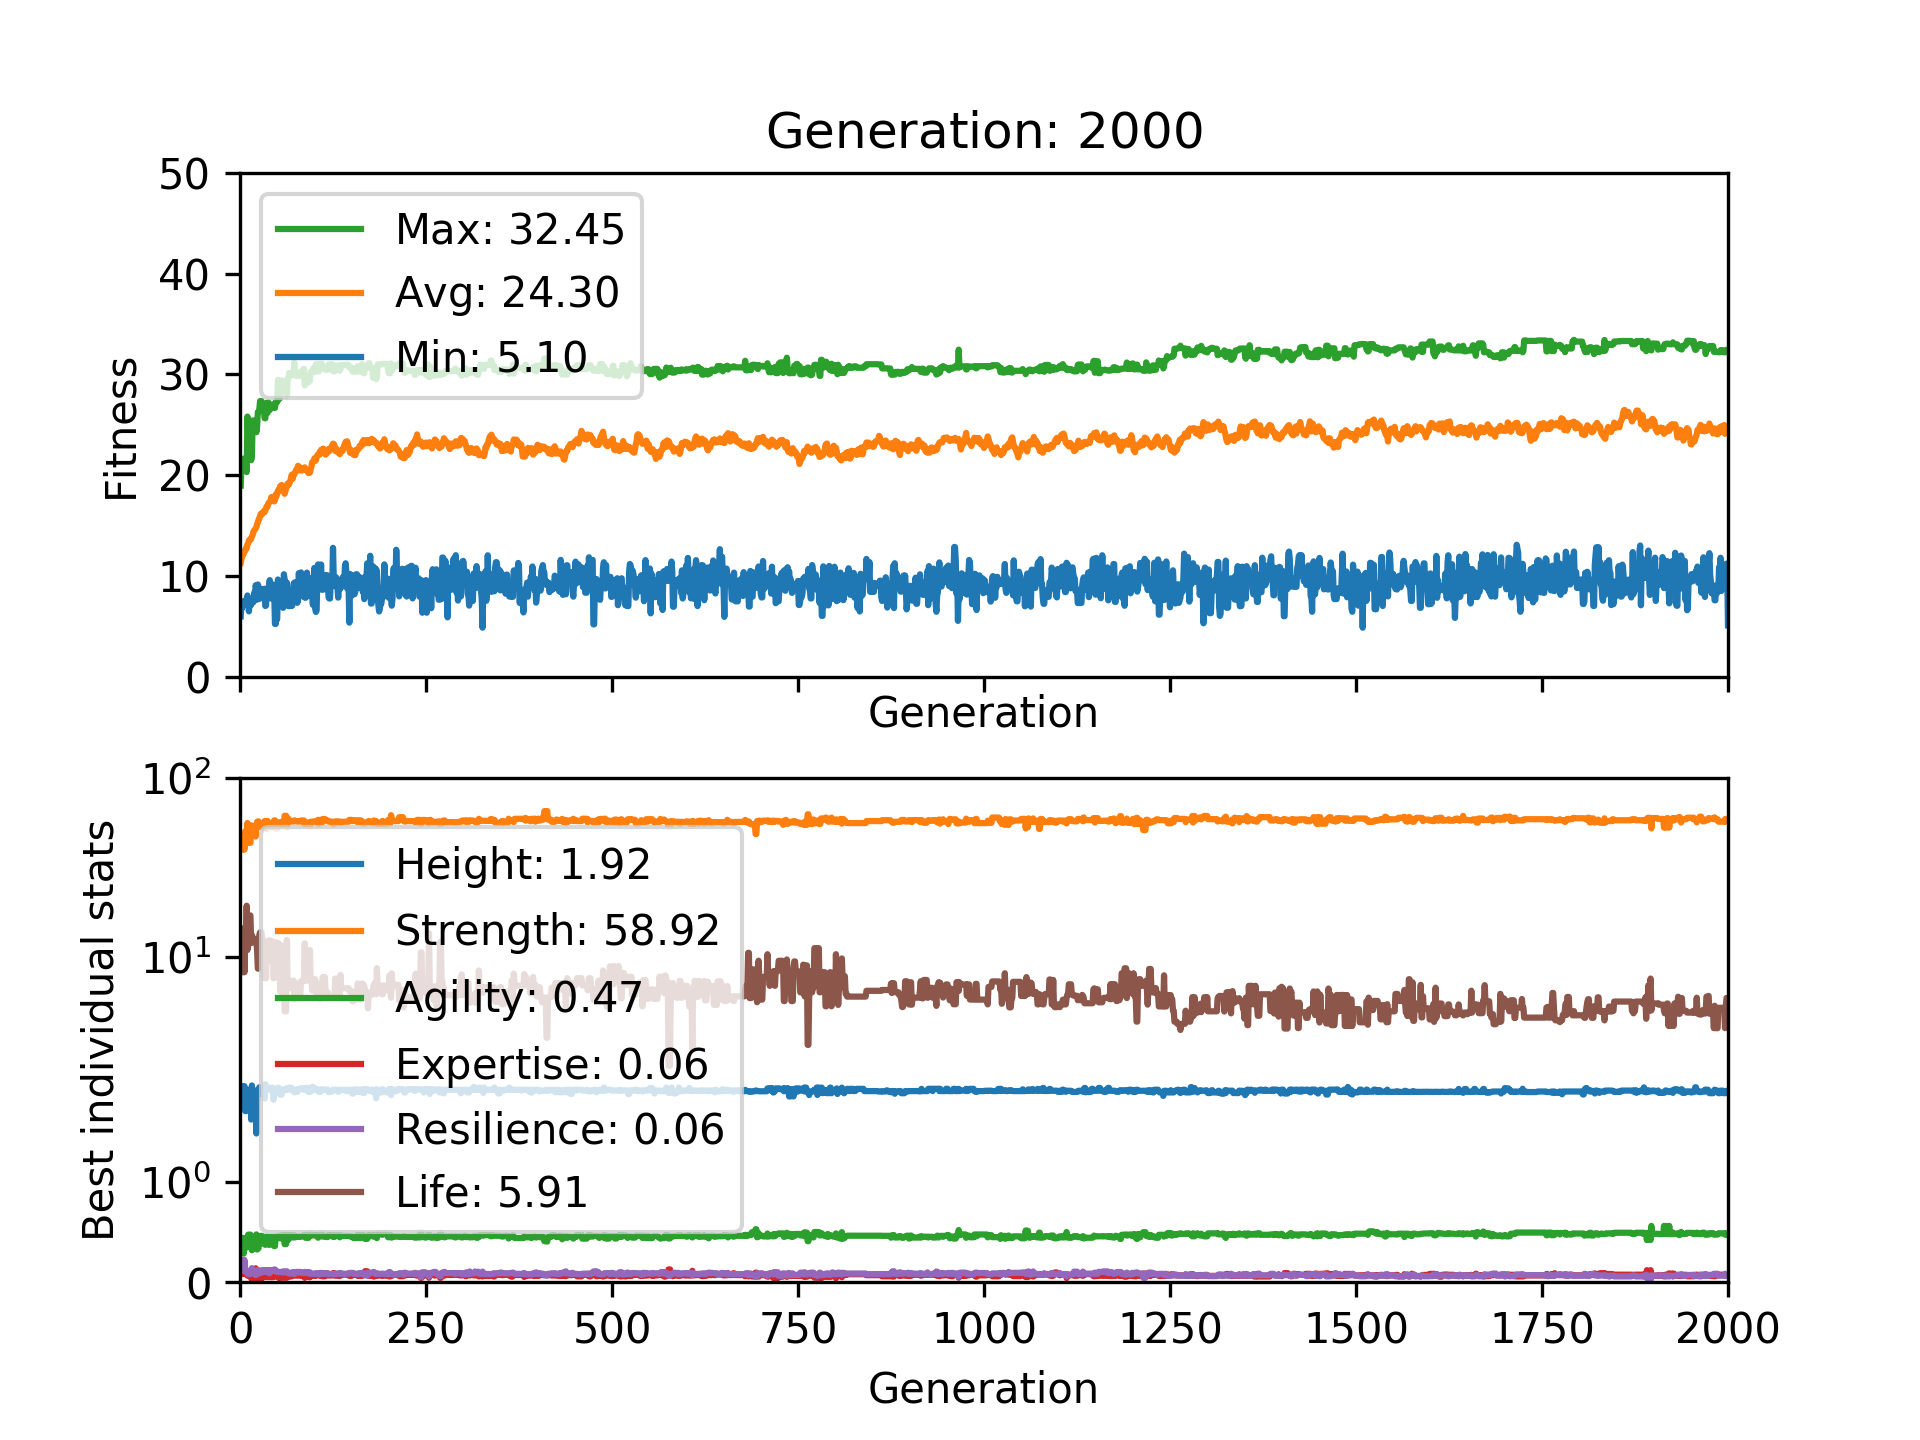 Generation: 2000
50
40
30
20
10
0
Fitness
Max: 32.45
Avg: 24.30
Min: 5.10
Generation
10²
10¹
10⁰
0
Best individual stats
Height: 1.92
Strength: 58.92
Agility: 0.47
Expertise: 0.06
Resilience: 0.06
Life: 5.91
0 250 500 750 1000 1250 1500 1750 2000
Generation